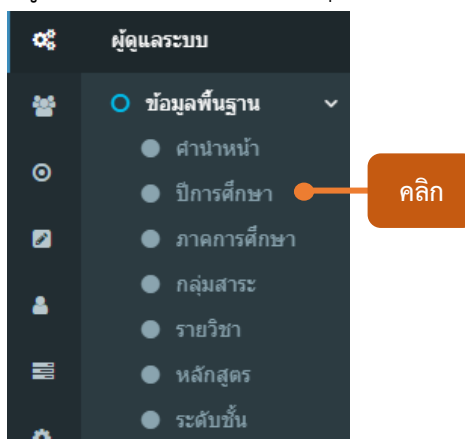 ผู้ดูแลระบบ
ข้อมูลพื้นฐาน
คำนำหน้า
ปีการศึกษา
คลิก
ภาคการศึกษา
กลุ่มสาระ
รายวิชา
หลักสูตร
ระดับชั้น